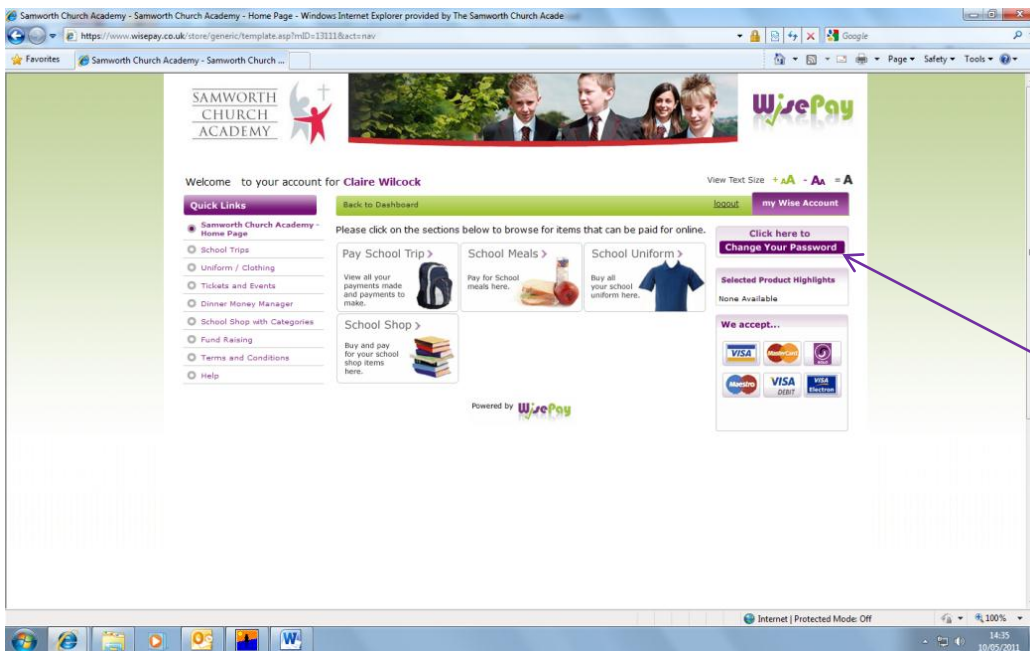 Samworth Church Academy - Samworth Church Academy - Home Page - Windows Internet Explorer provided by The Samworth Church Acade
https://www.wisepay.co.uk/store/generic/template.asp?mID=13111&act=nav
Google
Favorites
Samworth Church Academy - Samworth Church ...
Page
Safety
Tools
SAMWORTH
CHURCH
ACADEMY
WisePay
Welcome to your account for Claire Wilcock
View Text Size + AA - AA = A
Quick Links
Back to Dashboard
logout
my Wise Account
Samworth Church Academy -
Home Page
School Trips
Uniform / Clothing
Tickets and Events
Dinner Money Manager
School Shop with Categories
Fund Raising
Terms and Conditions
Help
Please click on the sections below to browse for items that can be paid for online.
Pay School Trip >
View all your
payments made
and payments to
make.
School Meals >
Pay for School
meals here.
School Uniform >
Buy all
your school
uniform here.
School Shop >
Buy and pay
for your school
shop items
here.
Click here to
Change Your Password
Selected Product Highlights
None Available
We accept...
VISA
MasterCard
Maestro
VISA
DEBIT
VISA
Electron
Powered by WisePay
Internet | Protected Mode: Off
100%
14:35
10/05/2011